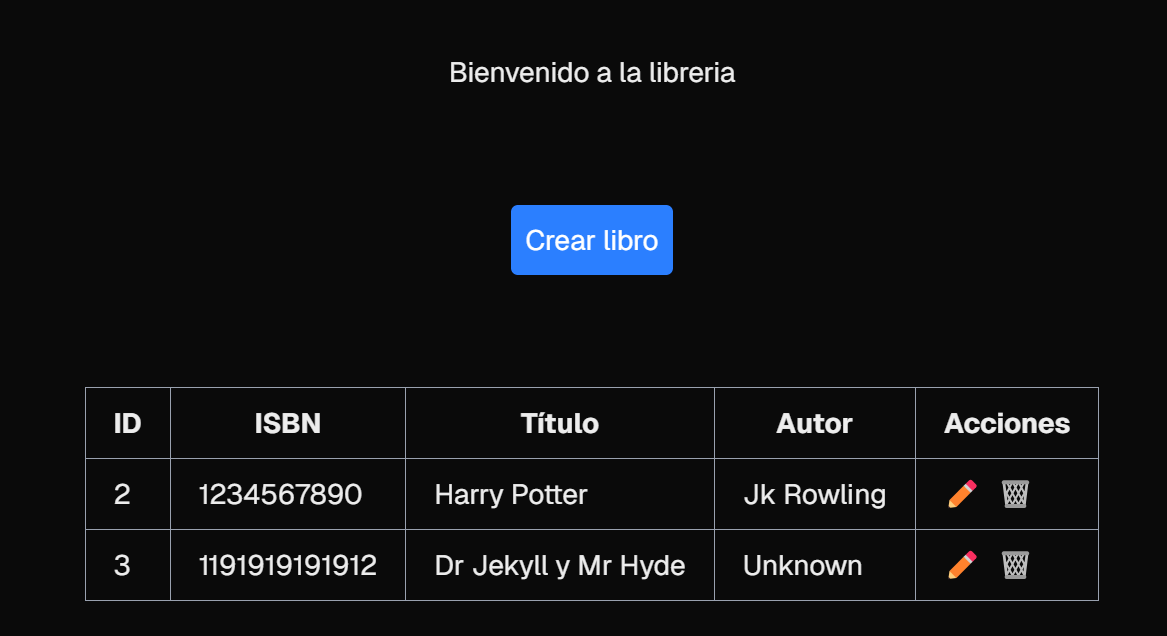 Bienvenido a la libreria
Crear libro
ID ISBN Título Autor Acciones
2 1234567890 Harry Potter Jk Rowling
3 1191919191912 Dr Jekyll y Mr Hyde Unknown